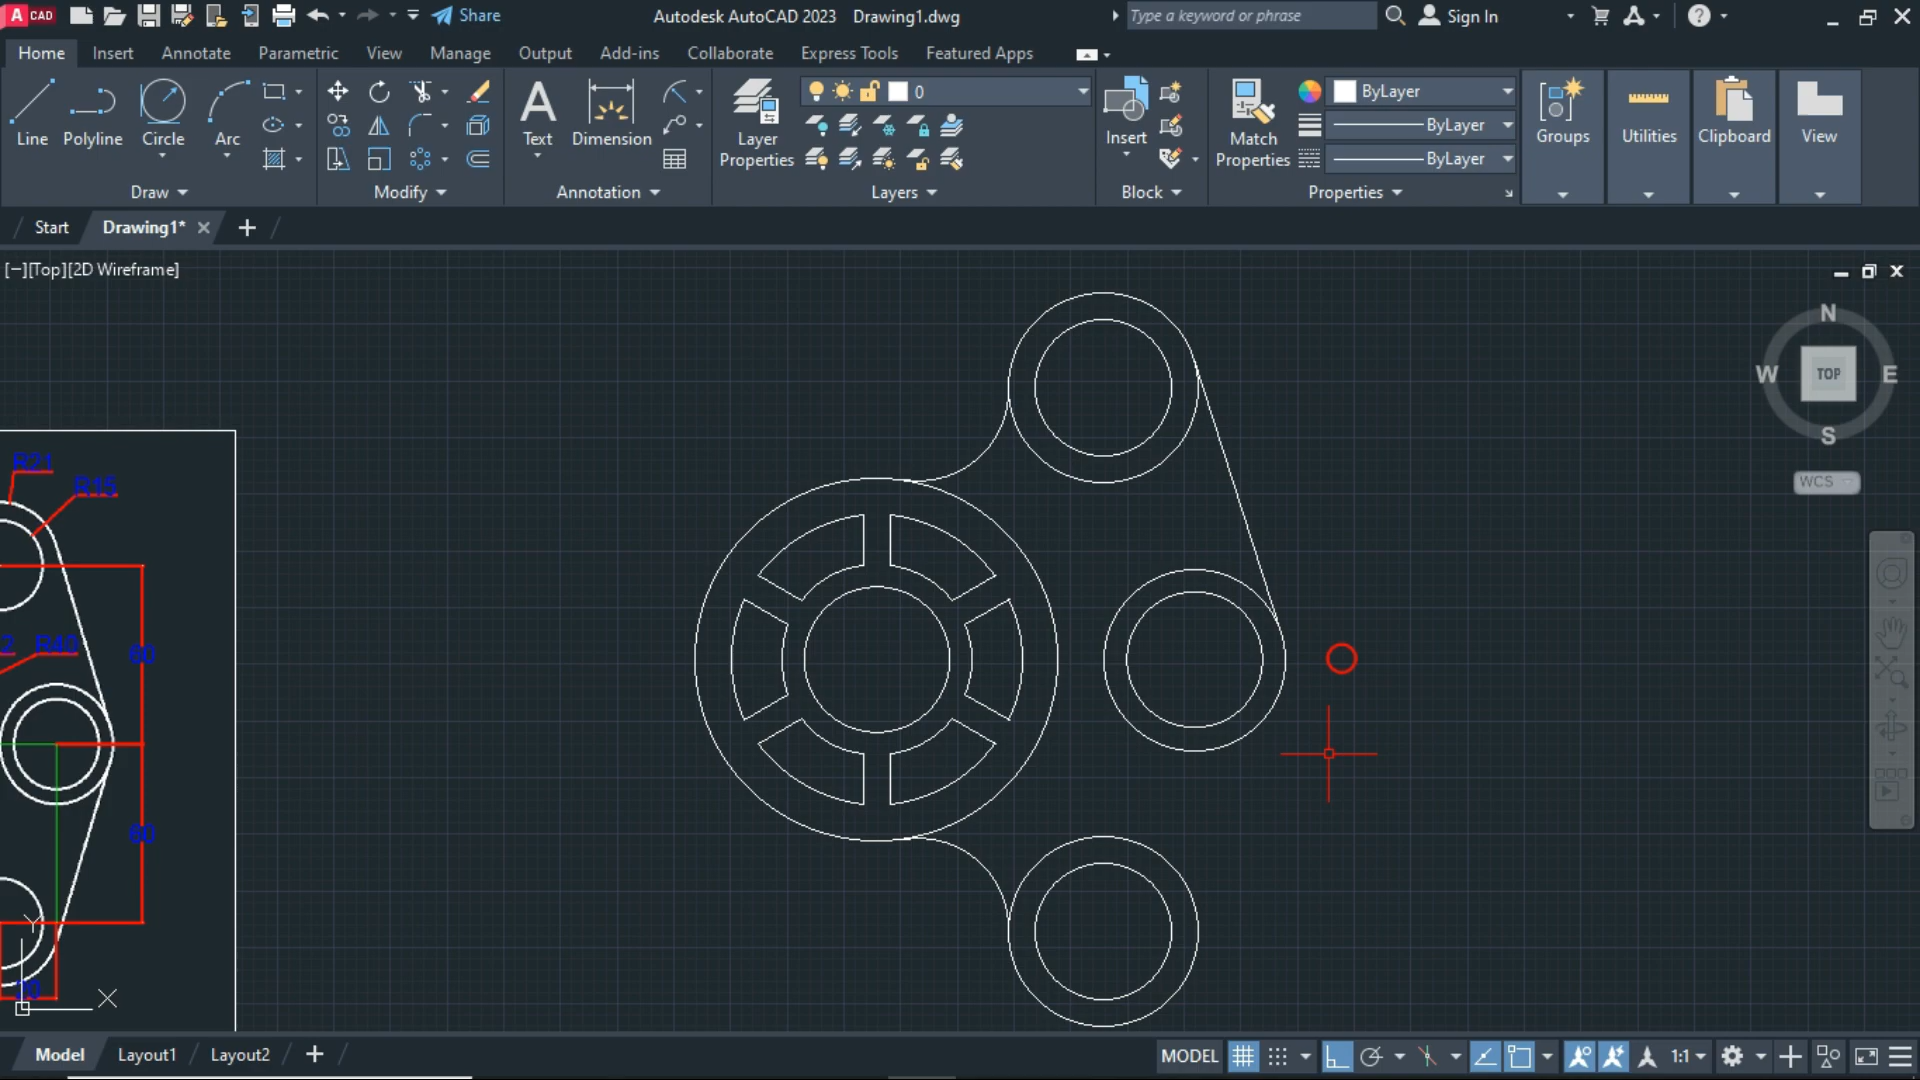 A CAD
Share
Autodesk AutoCAD 2023 Drawing1.dwg
Type a keyword or phrase
Sign In
Home Insert Annotate Parametric View Manage Output Add-ins Collaborate Express Tools Featured Apps
Line Polyline Circle Arc
Text Dimension
Layer Properties
0
Insert
Match Properties
ByLayer
ByLayer
ByLayer
Groups Utilities Clipboard View
Draw Modify Annotation Layers Block Properties
Start Drawing1*
[−][Top][2D Wireframe]
N
W TOP E
S
WCS
R21
R15
2 R40
60
60
20
Y
X
Model Layout1 Layout2
MODEL
1:1